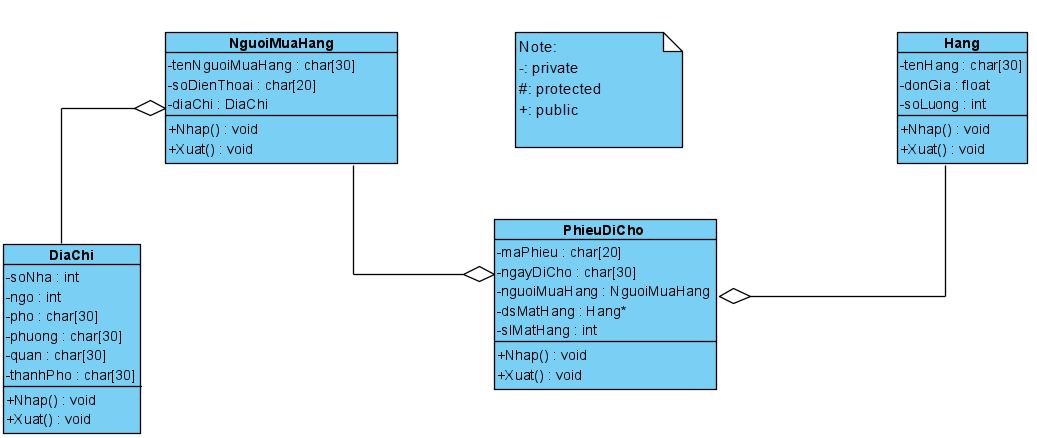 NguoiMuaHang
-tenNguoiMuaHang : char[30]
-soDienThoai : char[20]
-diaChi : DiaChi
+Nhap() : void
+Xuat() : void
Note:
-: private
#: protected
+: public
Hang
-tenHang : char[30]
-donGia : float
-soLuong : int
+Nhap() : void
+Xuat() : void
DiaChi
-soNha : int
-ngo : int
-pho : char[30]
-phuong : char[30]
-quan : char[30]
-thanhPho : char[30]
+Nhap() : void
+Xuat() : void
PhieuDiCho
-maPhieu : char[20]
-ngayDiCho : char[30]
-nguoiMuaHang : NguoiMuaHang
-dsMatHang : Hang*
-slMatHang : int
+Nhap() : void
+Xuat() : void